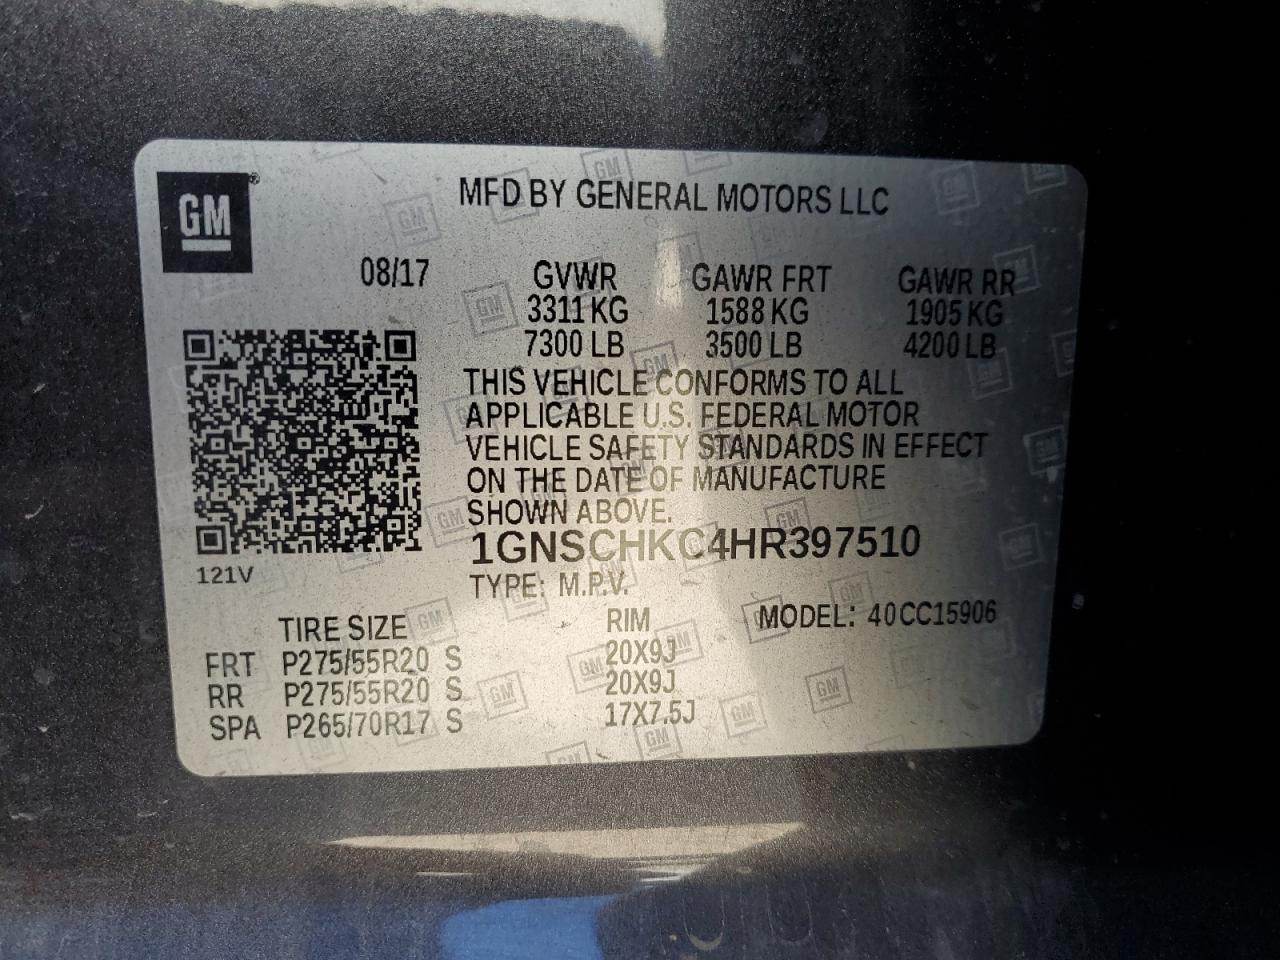 GM
MFD BY GENERAL MOTORS LLC
08/17 GVWR GAWR FRT GAWR RR
3311 KG 1588 KG 1905 KG
7300 LB 3500 LB 4200 LB
THIS VEHICLE CONFORMS TO ALL
APPLICABLE U.S. FEDERAL MOTOR
VEHICLE SAFETY STANDARDS IN EFFECT
ON THE DATE OF MANUFACTURE
SHOWN ABOVE.
1GNSCHKC4HR397510
121V
TYPE: M.P.V.
TIRE SIZE RIM MODEL: 40CC15906
FRT P275/55R20 S 20X9J
RR P275/55R20 S 20X9J
SPA P265/70R17 S 17X7.5J